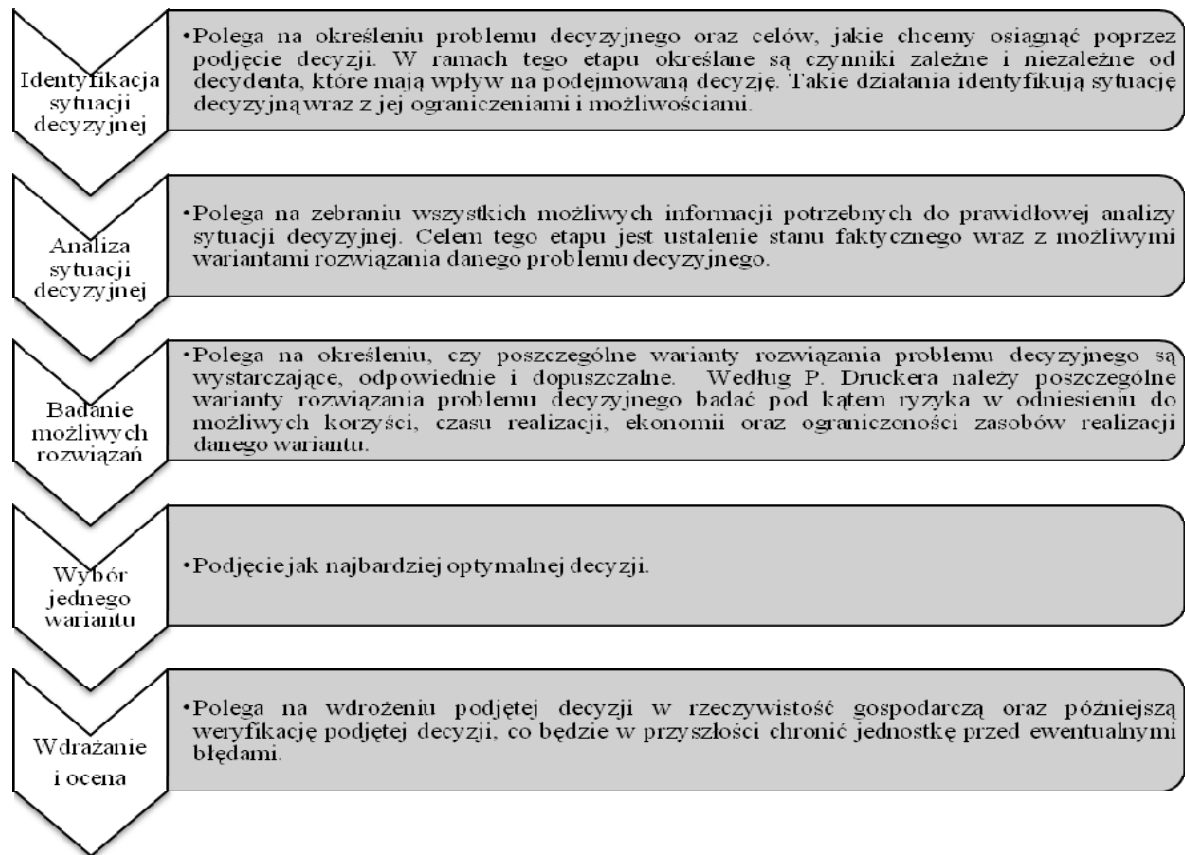 Identyfikacja
sytuacji
decyzyjnej
•Polega na określeniu problemu decyzyjnego oraz celów, jakie chcemy osiągnąć poprzez
podjęcie decyzji. W ramach tego etapu określane są czynniki zależne i niezależne od
decydenta, które mają wpływ na podejmowaną decyzję. Takie działania identyfikują sytuację
decyzyjną wraz z jej ograniczeniami i możliwościami.
Analiza
sytuacji
decyzyjnej
•Polega na zebraniu wszystkich możliwych informacji potrzebnych do prawidłowej analizy
sytuacji decyzyjnej. Celem tego etapu jest ustalenie stanu faktycznego wraz z możliwymi
wariantami rozwiązania danego problemu decyzyjnego.
Badanie
możliwych
rozwiązań
•Polega na określeniu, czy poszczególne warianty rozwiązania problemu decyzyjnego są
wystarczające, odpowiednie i dopuszczalne. Według P. Druckera należy poszczególne
warianty rozwiązania problemu decyzyjnego badać pod kątem ryzyka w odniesieniu do
możliwych korzyści, czasu realizacji, ekonomii oraz ograniczoności zasobów realizacji
danego wariantu.
Wybór
jednego
wariantu
•Podjęcie jak najbardziej optymalnej decyzji.
Wdrażanie
i ocena
•Polega na wdrożeniu podjętej decyzji w rzeczywistość gospodarczą oraz późniejszą
weryfikację podjętej decyzji, co będzie w przyszłości chronić jednostkę przed ewentualnymi
błędami.